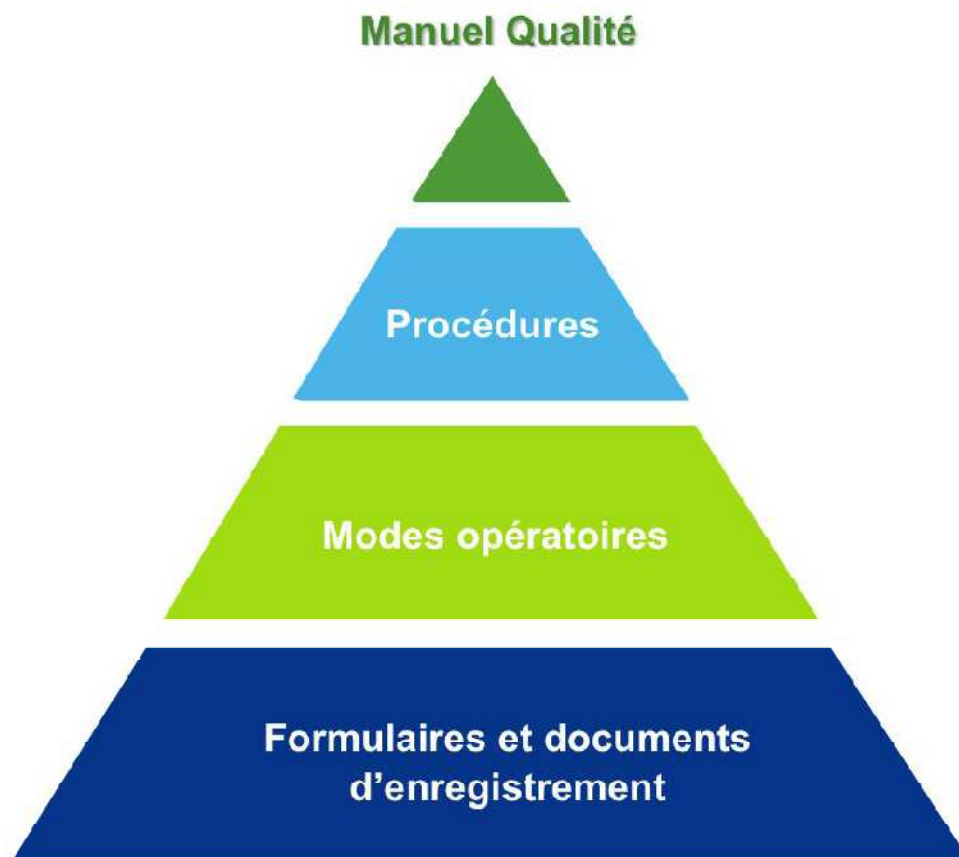 Manuel Qualité
Procédures
Modes opératoires
Formulaires et documents
d'enregistrement